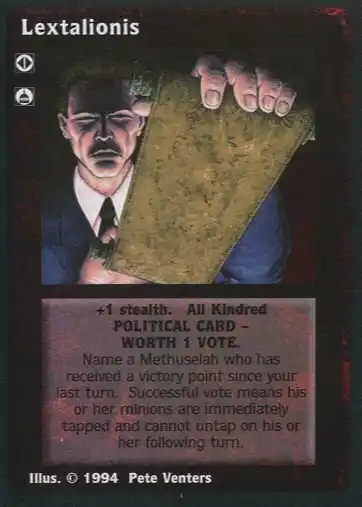 Lextalionis
+1 stealth. All Kindred
POLITICAL CARD –
WORTH 1 VOTE.
Name a Methuselah who has
received a victory point since your
last turn. Successful vote means his
or her minions are immediately
tapped and cannot untap on his or
her following turn.
Illus. © 1994 Pete Venters